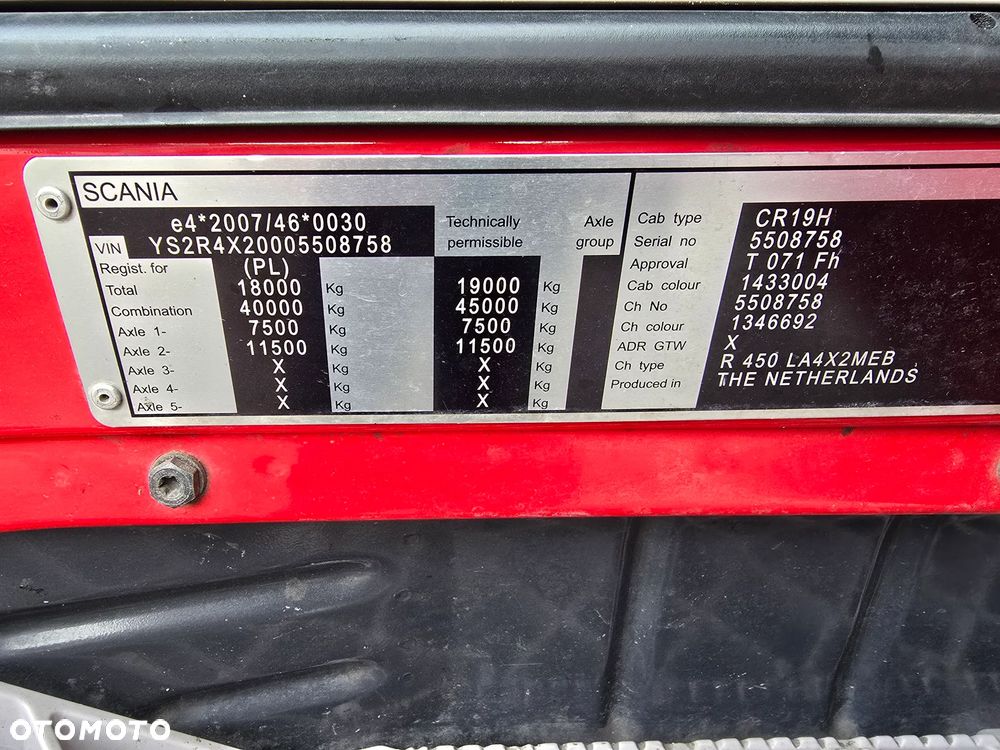 SCANIA
e4*2007/46*0030
VIN YS2R4X20005508758
Technically permissible
Axle group
Regist. for (PL)
Total 18000 Kg 19000 Kg
Combination 40000 Kg 45000 Kg
Axle 1- 7500 Kg 7500 Kg
Axle 2- 11500 Kg 11500 Kg
Axle 3- X Kg X Kg
Axle 4- X Kg X Kg
Axle 5- X Kg X Kg
Cab type CR19H
Serial no 5508758
Approval T 071 Fh
Cab colour 1433004
Ch No 5508758
Ch colour 1346692
ADR GTW X
Ch type R 450 LA4X2MEB
Produced in THE NETHERLANDS
OTOMOTO